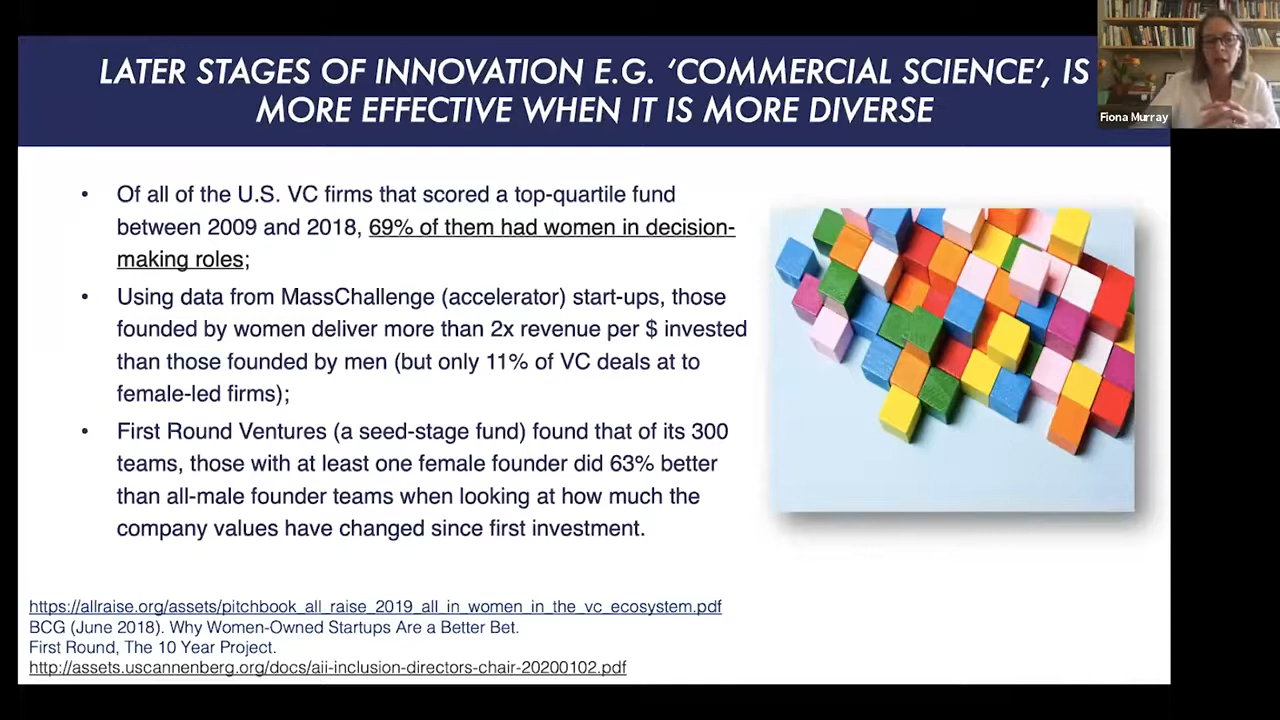 LATER STAGES OF INNOVATION E.G. ‘COMMERCIAL SCIENCE’, IS
MORE EFFECTIVE WHEN IT IS MORE DIVERSE
Fiona Murray
• Of all of the U.S. VC firms that scored a top-quartile fund
between 2009 and 2018, 69% of them had women in decision-
making roles;
• Using data from MassChallenge (accelerator) start-ups, those
founded by women deliver more than 2x revenue per $ invested
than those founded by men (but only 11% of VC deals at to
female-led firms);
• First Round Ventures (a seed-stage fund) found that of its 300
teams, those with at least one female founder did 63% better
than all-male founder teams when looking at how much the
company values have changed since first investment.
https://allraise.org/assets/pitchbook_all_raise_2019_all_in_women_in_the_vc_ecosystem.pdf
BCG (June 2018). Why Women-Owned Startups Are a Better Bet.
First Round, The 10 Year Project.
http://assets.uscannenberg.org/docs/aii-inclusion-directors-chair-20200102.pdf